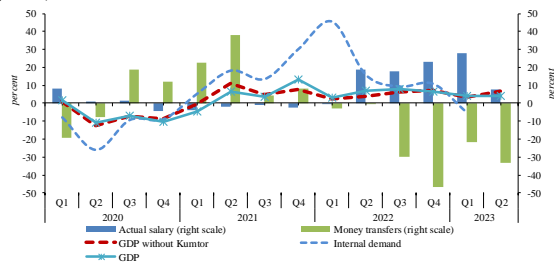 50 50
40 40
30 30
20 20
10 10
0 0
-10 -10
-20 -20
-30 -30
-40 -40
-50 -50
percent
percent
Q1 Q2 Q3 Q4 Q1 Q2 Q3 Q4 Q1 Q2 Q3 Q4 Q1 Q2
2020 2021 2022 2023
Actual salary (right scale) Money transfers (right scale)
GDP without Kumtor Internal demand
GDP